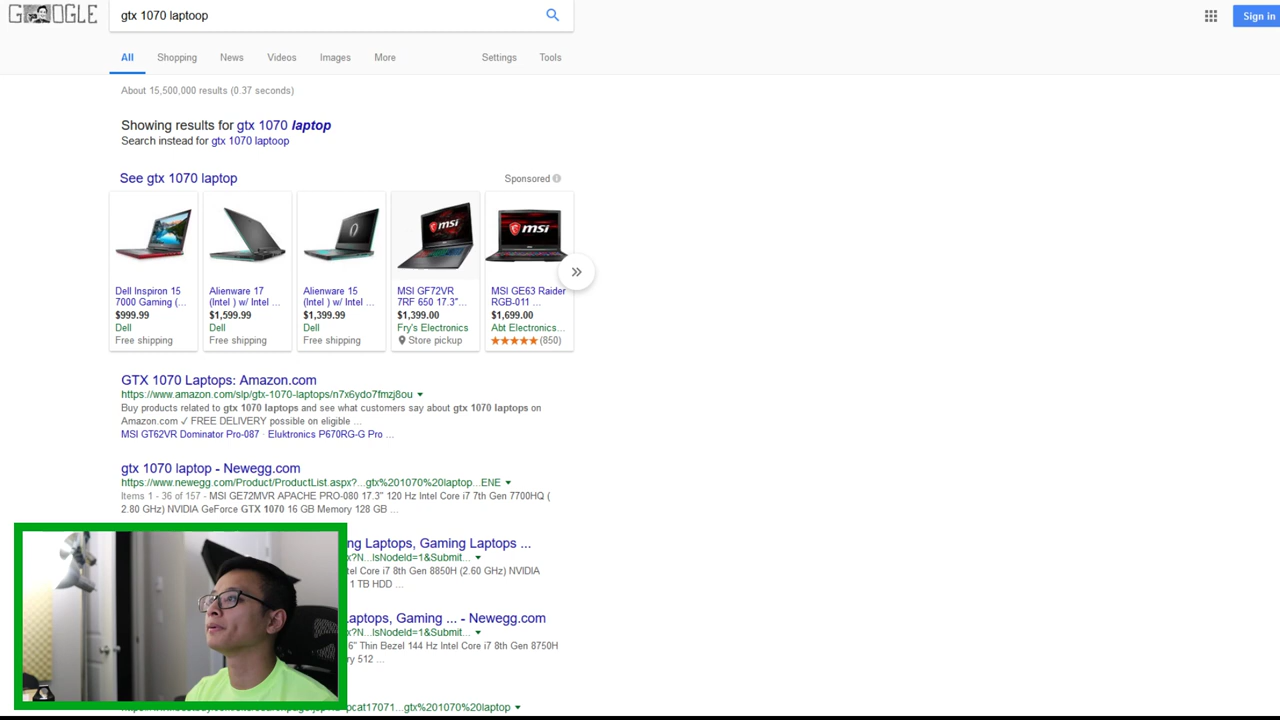 gtx 1070 laptoop
Sign in
All Shopping News Videos Images More Settings Tools
About 15,500,000 results (0.37 seconds)
Showing results for gtx 1070 laptop
Search instead for gtx 1070 laptoop
See gtx 1070 laptop
Sponsored
Dell Inspiron 15
7000 Gaming (...
$999.99
Dell
Free shipping
Alienware 17
(Intel ) w/ Intel ...
$1,599.99
Dell
Free shipping
Alienware 15
(Intel ) w/ Intel ...
$1,399.99
Dell
Free shipping
msi
MSI GF72VR
7RF 650 17.3"...
$1,399.00
Fry's Electronics
Store pickup
msi
MSI GE63 Raider
RGB-011 ...
$1,699.00
Abt Electronics...
(850)
GTX 1070 Laptops: Amazon.com
https://www.amazon.com/slp/gtx-1070-laptops/n7x6ydo7fmzj8ou
Buy products related to gtx 1070 laptops and see what customers say about gtx 1070 laptops on
Amazon.com ✓ FREE DELIVERY possible on eligible ...
MSI GT62VR Dominator Pro-087 · Eluktronics P670RG-G Pro ...
gtx 1070 laptop - Newegg.com
https://www.newegg.com/Product/ProductList.aspx?...gtx%201070%20laptop...ENE
Items 1 - 36 of 157 - MSI GE72MVR APACHE PRO-080 17.3" 120 Hz Intel Core i7 7th Gen 7700HQ (
2.80 GHz) NVIDIA GeForce GTX 1070 16 GB Memory 128 GB ...
ng Laptops, Gaming Laptops ...
x?N...IsNodeId=1&Submit...
tel Core i7 8th Gen 8850H (2.60 GHz) NVIDIA
1 TB HDD ...
aptops, Gaming ... - Newegg.com
x?N...IsNodeId=1&Submit...
6" Thin Bezel 144 Hz Intel Core i7 8th Gen 8750H
ry 512 ...
pcat17071...gtx%201070%20laptop